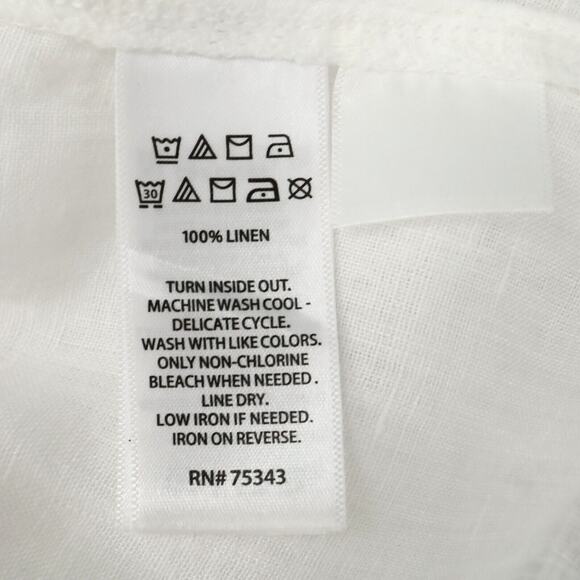 30
100% LINEN
TURN INSIDE OUT.
MACHINE WASH COOL -
DELICATE CYCLE.
WASH WITH LIKE COLORS.
ONLY NON-CHLORINE
BLEACH WHEN NEEDED.
LINE DRY.
LOW IRON IF NEEDED.
IRON ON REVERSE.
RN# 75343